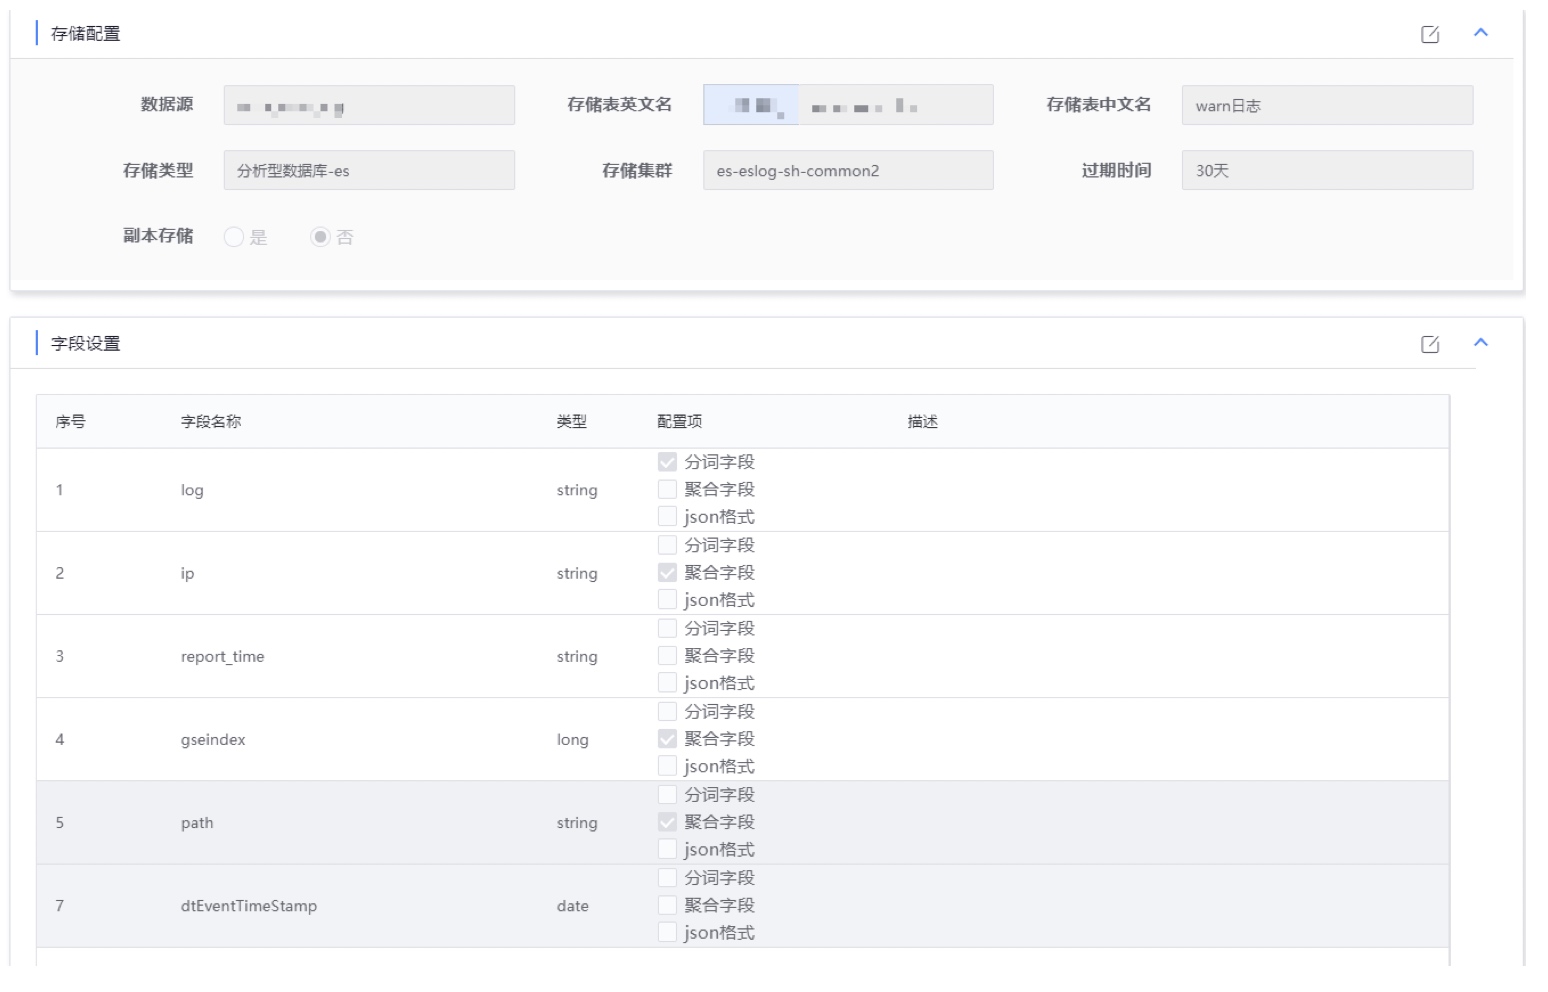 存储配置
数据源
存储表英文名
存储表中文名 warn日志
存储类型 分析型数据库-es
存储集群 es-eslog-sh-common2
过期时间 30天
副本存储 是 否
字段设置
序号 字段名称 类型 配置项 描述
分词字段
1 log string 聚合字段
json格式
分词字段
2 ip string 聚合字段
json格式
分词字段
3 report_time string 聚合字段
json格式
分词字段
4 gseindex long 聚合字段
json格式
分词字段
5 path string 聚合字段
json格式
分词字段
7 dtEventTimeStamp date 聚合字段
json格式